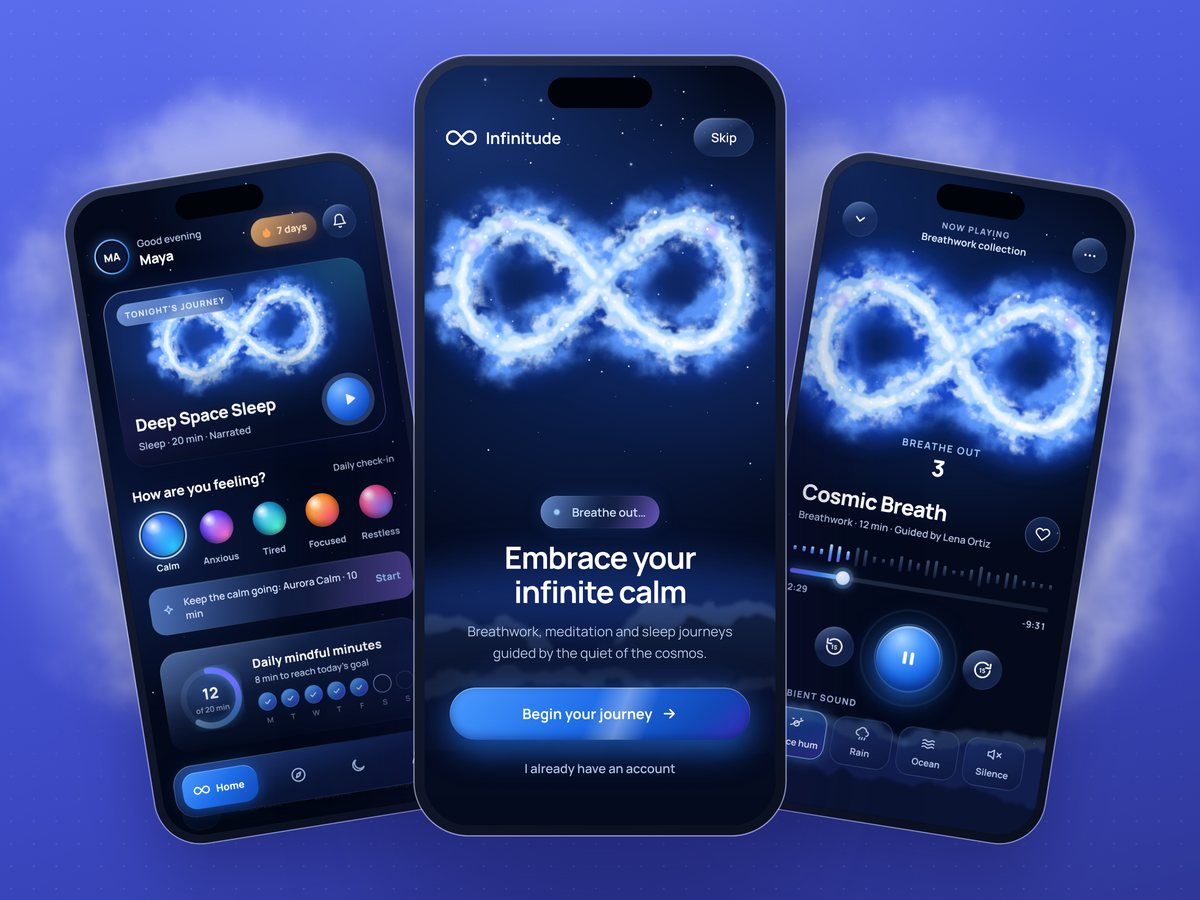 MA
Good evening
Maya
7 days
TONIGHT'S JOURNEY
Deep Space Sleep
Sleep · 20 min · Narrated
How are you feeling?
Daily check-in
Calm
Anxious
Tired
Focused
Restless
Keep the calm going: Aurora Calm · 10
min
Start
12
of 20 min
Daily mindful minutes
8 min to reach today's goal
M T W T F S S
Home
Infinitude
Skip
Breathe out...
Embrace your
infinite calm
Breathwork, meditation and sleep journeys
guided by the quiet of the cosmos.
Begin your journey
I already have an account
NOW PLAYING
Breathwork collection
BREATHE OUT
3
Cosmic Breath
Breathwork · 12 min · Guided by Lena Ortiz
2:29
-9:31
15
15
BIENT SOUND
ce hum
Rain
Ocean
Silence